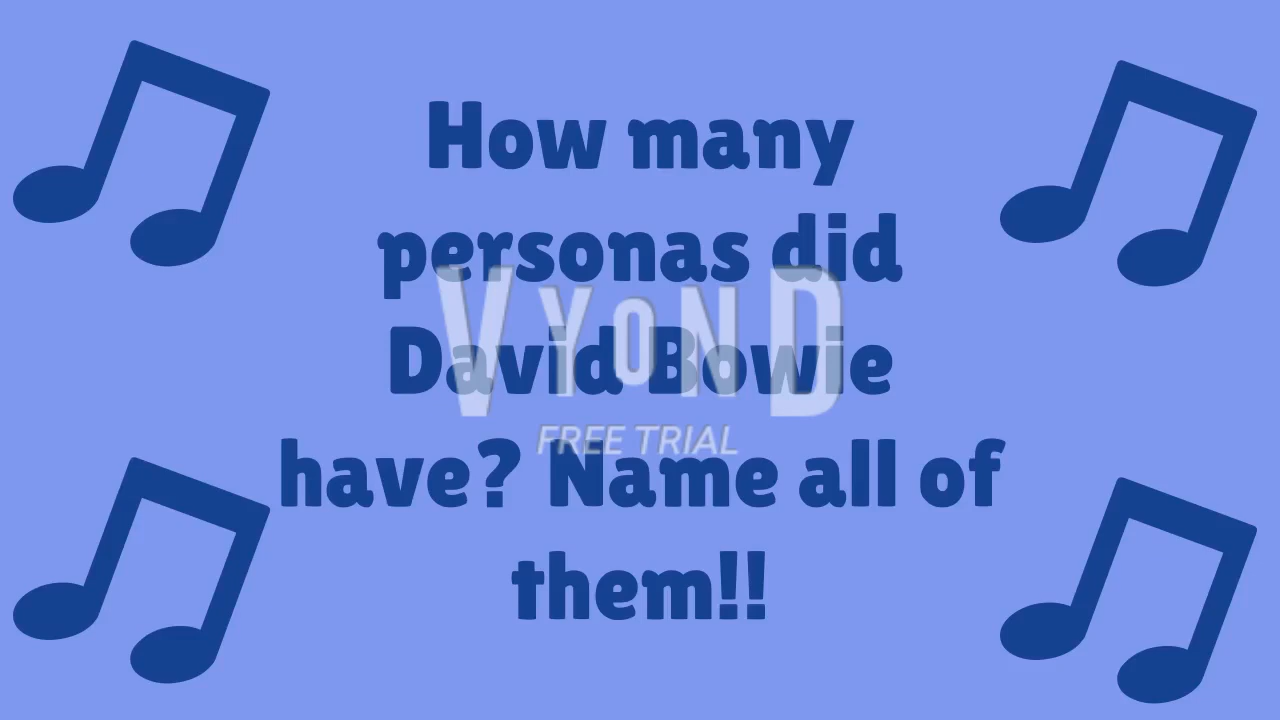 How many
personas did
David Bowie
have? Name all of
them!!
VYOND
FREE TRIAL